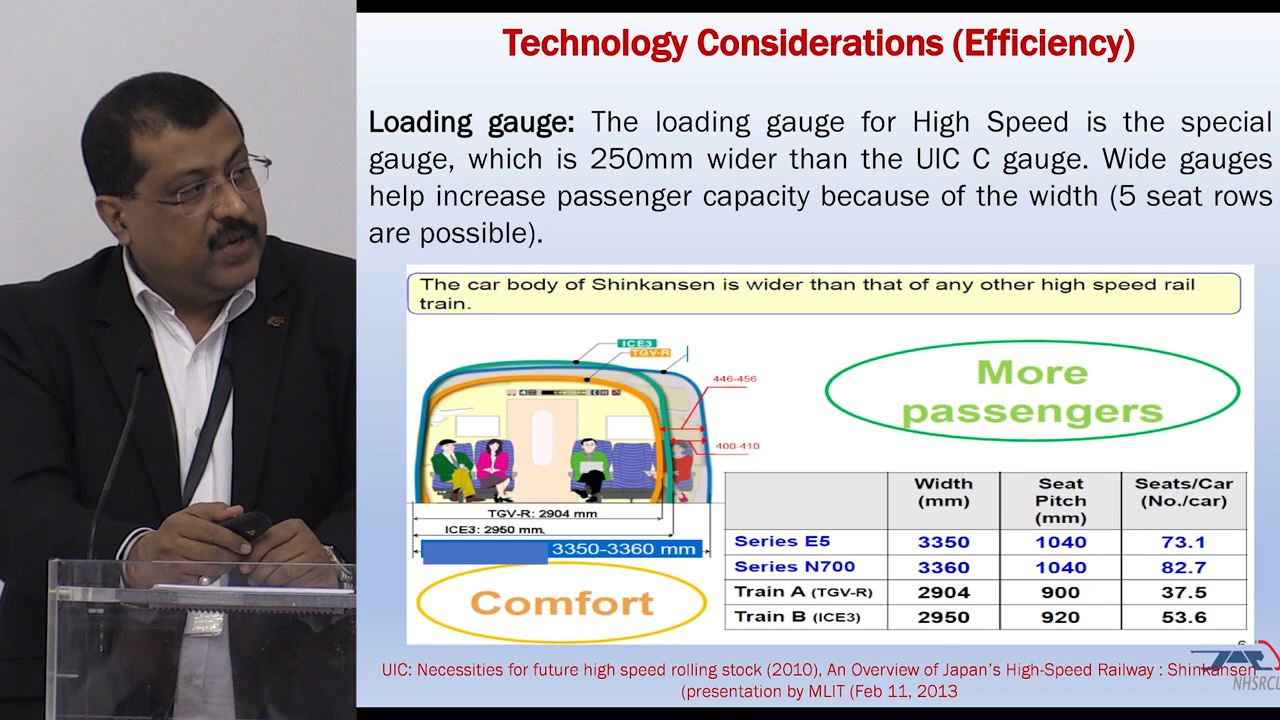 Technology Considerations (Efficiency)
Loading gauge: The loading gauge for High Speed is the special
gauge, which is 250mm wider than the UIC C gauge. Wide gauges
help increase passenger capacity because of the width (5 seat rows
are possible).
The car body of Shinkansen is wider than that of any other high speed rail
train.
ICE3
TGV-R
446-456
400-410
TGV-R: 2904 mm
ICE3: 2950 mm
3350-3360 mm
More
passengers
Comfort
Width (mm) Seat Pitch (mm) Seats/Car (No./car)
Series E5 3350 1040 73.1
Series N700 3360 1040 82.7
Train A (TGV-R) 2904 900 37.5
Train B (ICE3) 2950 920 53.6
6
UIC: Necessities for future high speed rolling stock (2010), An Overview of Japan's High-Speed Railway : Shinkansen
(presentation by MLIT (Feb 11, 2013
NHSRCL